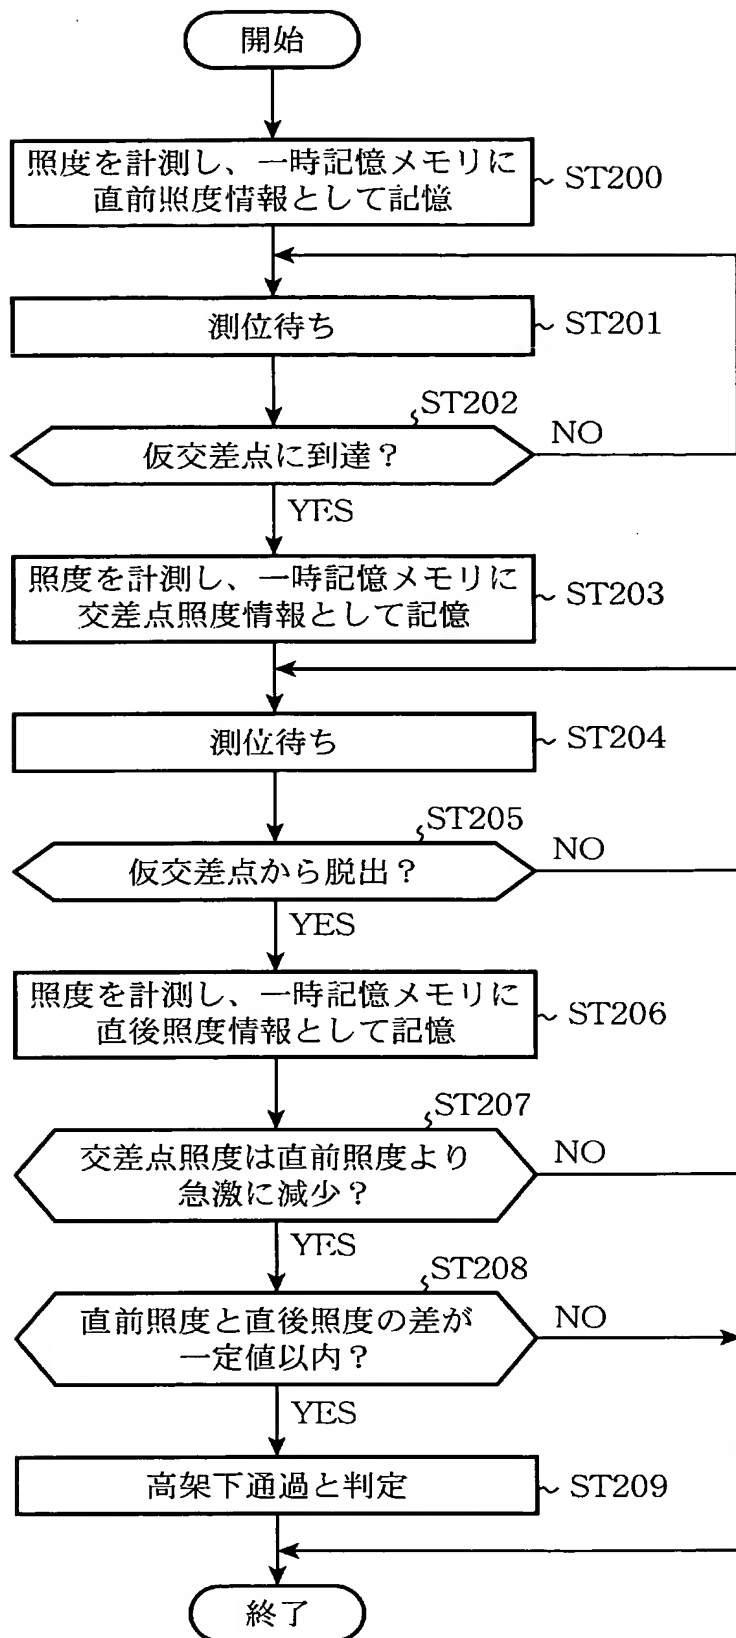 開始
照度を計測し、一時記憶メモリに
直前照度情報として記憶
ST200
測位待ち
ST201
ST202
仮交差点に到達？
NO
YES
照度を計測し、一時記憶メモリに
交差点照度情報として記憶
ST203
測位待ち
ST204
ST205
仮交差点から脱出？
NO
YES
照度を計測し、一時記憶メモリに
直後照度情報として記憶
ST206
ST207
交差点照度は直前照度より
急激に減少？
NO
YES
ST208
直前照度と直後照度の差が
一定値以内？
NO
YES
高架下通過と判定
ST209
終了